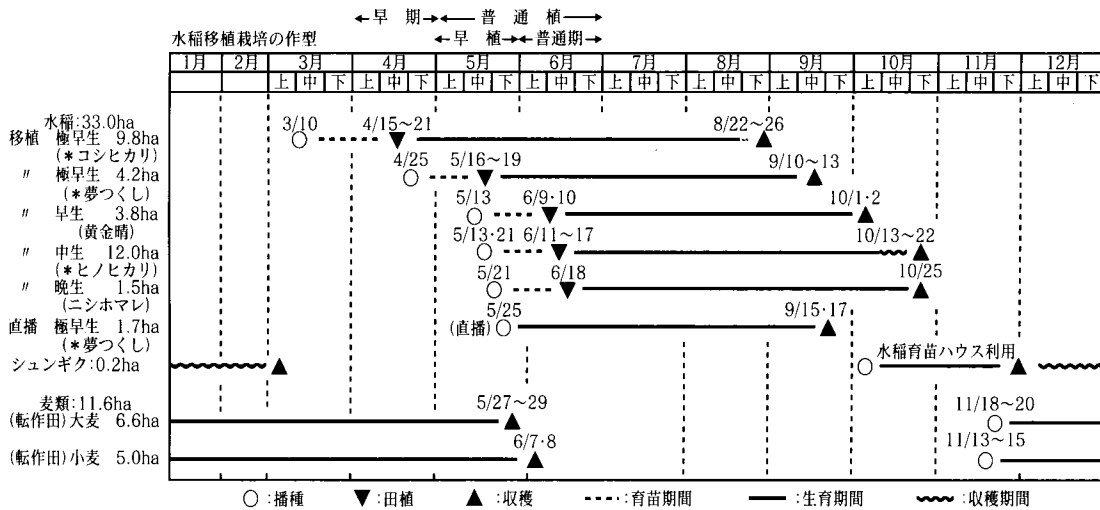 ←早 期→ ←普 通 植→
水稲移植栽培の作型 ←早 植→ ←普通期→
1月 2月 3月 4月 5月 6月 7月 8月 9月 10月 11月 12月
上 中 下 上 中 下 上 中 下 上 中 下 上 中 下 上 中 下 上 中 下 上 中 下 上 中 下
水稲:33.0ha
3/10 4/15～21 8/22～26
移植 極早生 9.8ha
(*コシヒカリ)
4/25 5/16～19 9/10～13
〃 極早生 4.2ha
(*夢つくし)
5/13 6/9·10 10/1·2
〃 早生 3.8ha
(黄金晴)
5/13·21 6/11～17 10/13～22
〃 中生 12.0ha
(*ヒノヒカリ)
5/21 6/18 10/25
〃 晩生 1.5ha
(ニシホマレ)
5/25 9/15·17
直播 極早生 1.7ha (直播)
(*夢つくし)
シュンギク:0.2ha 水稲育苗ハウス利用
麦類:11.6ha
5/27～29 11/18～20
(転作田)大麦 6.6ha
6/7·8 11/13～15
(転作田)小麦 5.0ha
○:播種 ▼:田植 ▲:収穫 :育苗期間 :生育期間 :収穫期間